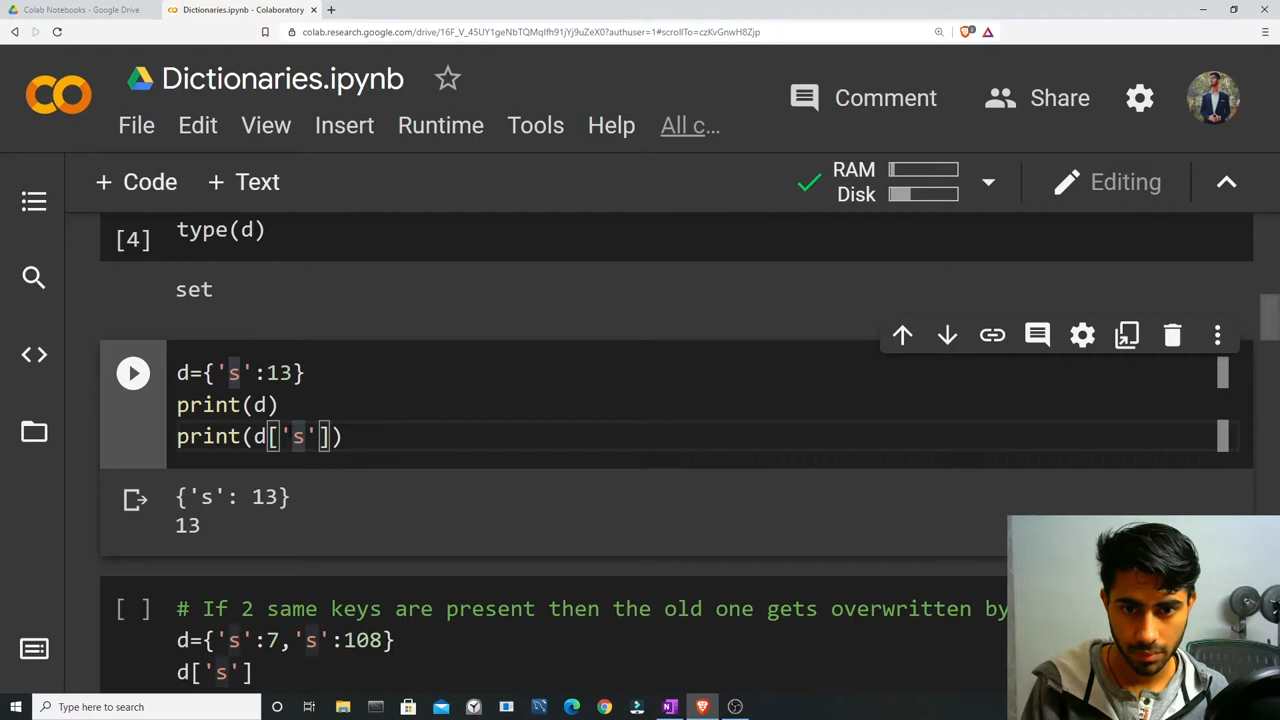 Colab Notebooks - Google Drive
Dictionaries.ipynb - Colaboratory
colab.research.google.com/drive/16F_V_45UY1geNbTQMqIfh91jYj9uZeX0?authuser=1#scrollTo=czKvGnwH8Zjp
Dictionaries.ipynb
Comment
Share
File Edit View Insert Runtime Tools Help All c...
+ Code + Text
RAM
Disk
Editing
[4] type(d)
set
d={'s':13}
print(d)
print(d['s'])
{'s': 13}
13
[ ] # If 2 same keys are present then the old one gets overwritten by
d={'s':7,'s':108}
d['s']
Type here to search